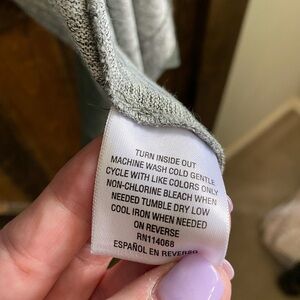 TURN INSIDE OUT
MACHINE WASH COLD GENTLE
CYCLE WITH LIKE COLORS ONLY
NON-CHLORINE BLEACH WHEN
NEEDED TUMBLE DRY LOW
COOL IRON WHEN NEEDED
ON REVERSE
RN114068
ESPAÑOL EN REVERSO